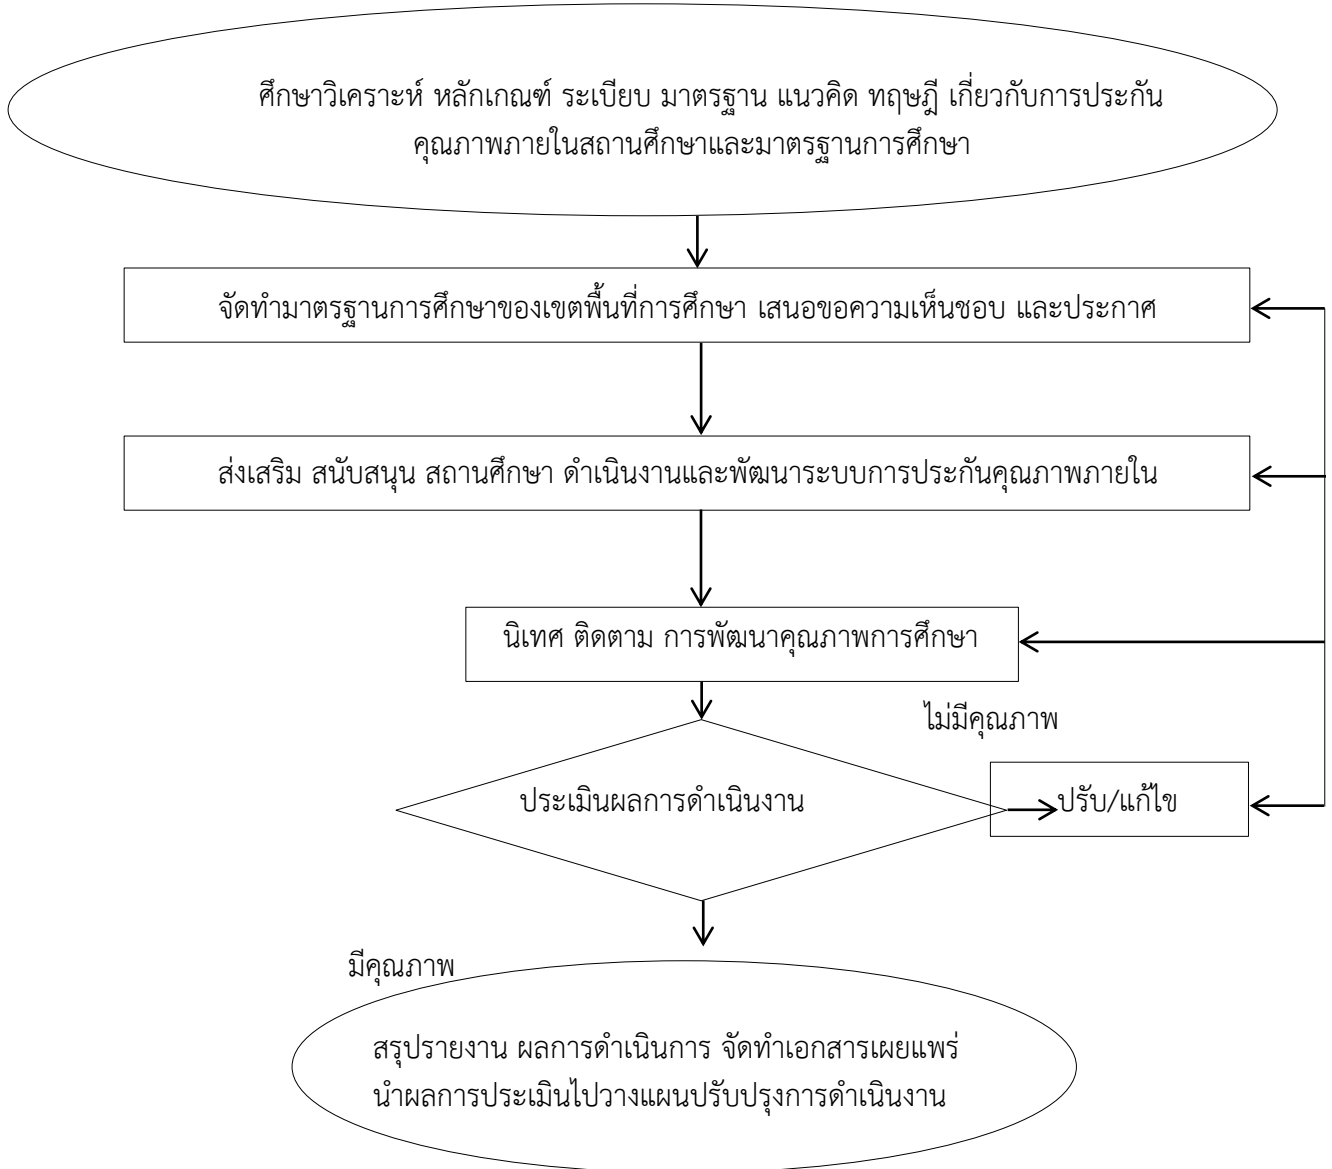 ศึกษาวิเคราะห์ หลักเกณฑ์ ระเบียบ มาตรฐาน แนวคิด ทฤษฎี เกี่ยวกับการประกัน
คุณภาพภายในสถานศึกษาและมาตรฐานการศึกษา
จัดทำมาตรฐานการศึกษาของเขตพื้นที่การศึกษา เสนอขอความเห็นชอบ และประกาศ
ส่งเสริม สนับสนุน สถานศึกษา ดำเนินงานและพัฒนาระบบการประกันคุณภาพภายใน
นิเทศ ติดตาม การพัฒนาคุณภาพการศึกษา
ไม่มีคุณภาพ
ประเมินผลการดำเนินงาน
ปรับ/แก้ไข
มีคุณภาพ
สรุปรายงาน ผลการดำเนินการ จัดทำเอกสารเผยแพร่
นำผลการประเมินไปวางแผนปรับปรุงการดำเนินงาน